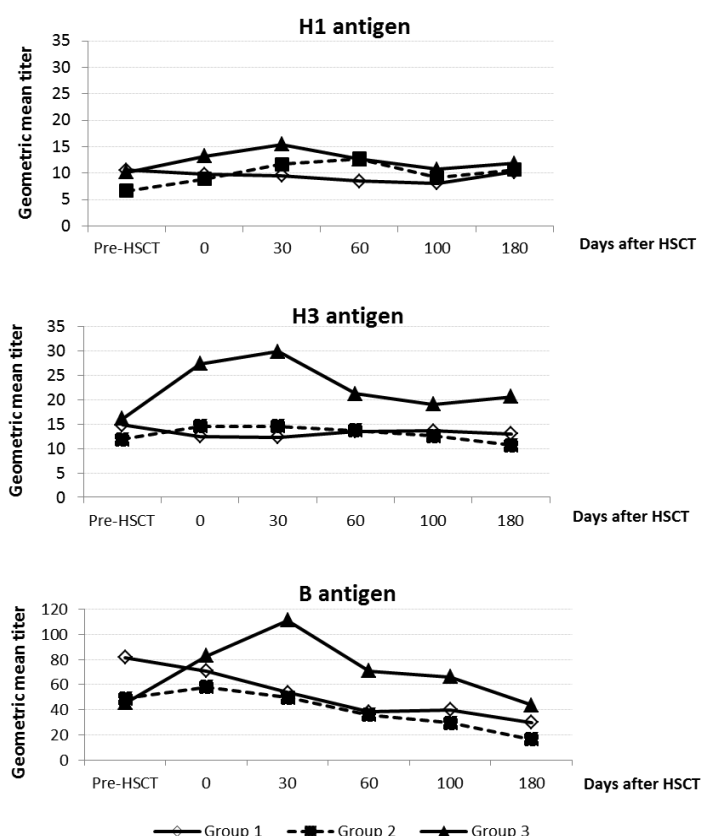 H1 antigen
Geometric mean titer
35
30
25
20
15
10
5
0
Pre-HSCT 0 30 60 100 180
Days after HSCT
H3 antigen
Geometric mean titer
35
30
25
20
15
10
5
0
Pre-HSCT 0 30 60 100 180
Days after HSCT
B antigen
Geometric mean titer
120
100
80
60
40
20
0
Pre-HSCT 0 30 60 100 180
Days after HSCT
Group 1 Group 2 Group 3